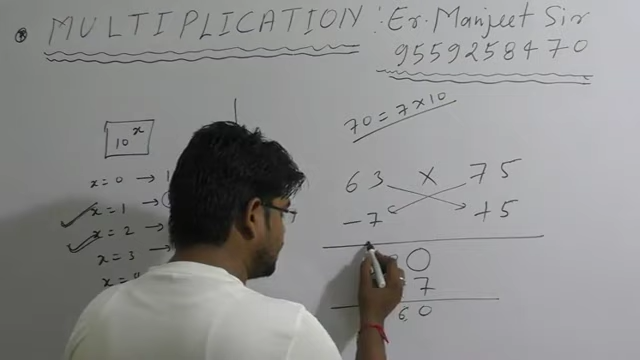 * MULTIPLICATION : Er. Manjeet Sir
9559258470
70 = 7 x 10
10^x
x = 0 → 1
x = 1 →
x = 2 →
x = 3 →
63 x 75
-7 +5
0
7
60